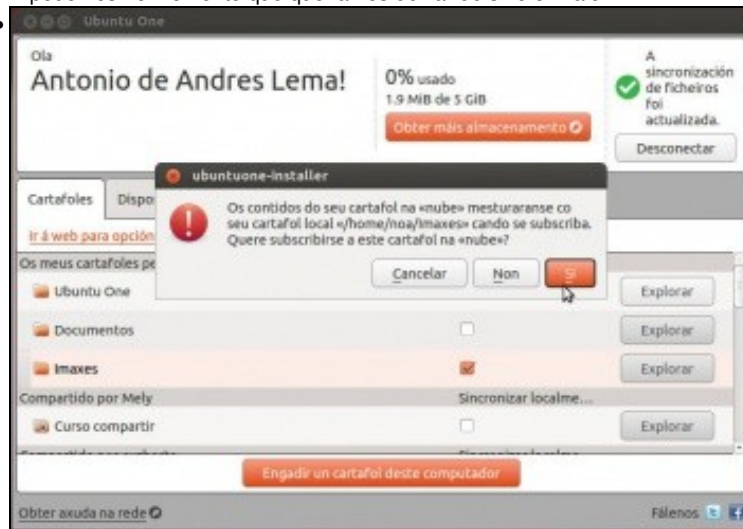 Ubuntu One
Ola
Antonio de Andres Lema!
0% usado
1.9 MiB de 5 GiB
Obter máis almacenamento
A
sincronización
de ficheiros
foi
actualizada.
Desconectar
ubuntuone-installer
Os contidos do seu cartafol na «nube» mesturaranse co
seu cartafol local «/home/noa/Imaxes» cando se subscriba.
Quere subscribirse a este cartafol na «nube»?
Cancelar
Non
Si
Cartafoles
Dispo
Ir á web para opción
Os meus cartafoles pe
Ubuntu One
Explorar
Documentos
Explorar
Imaxes
Explorar
Compartido por Mely
Sincronizar localme...
Curso compartir
Explorar
Engadir un cartafol deste computador
Obter axuda na rede
Fálenos